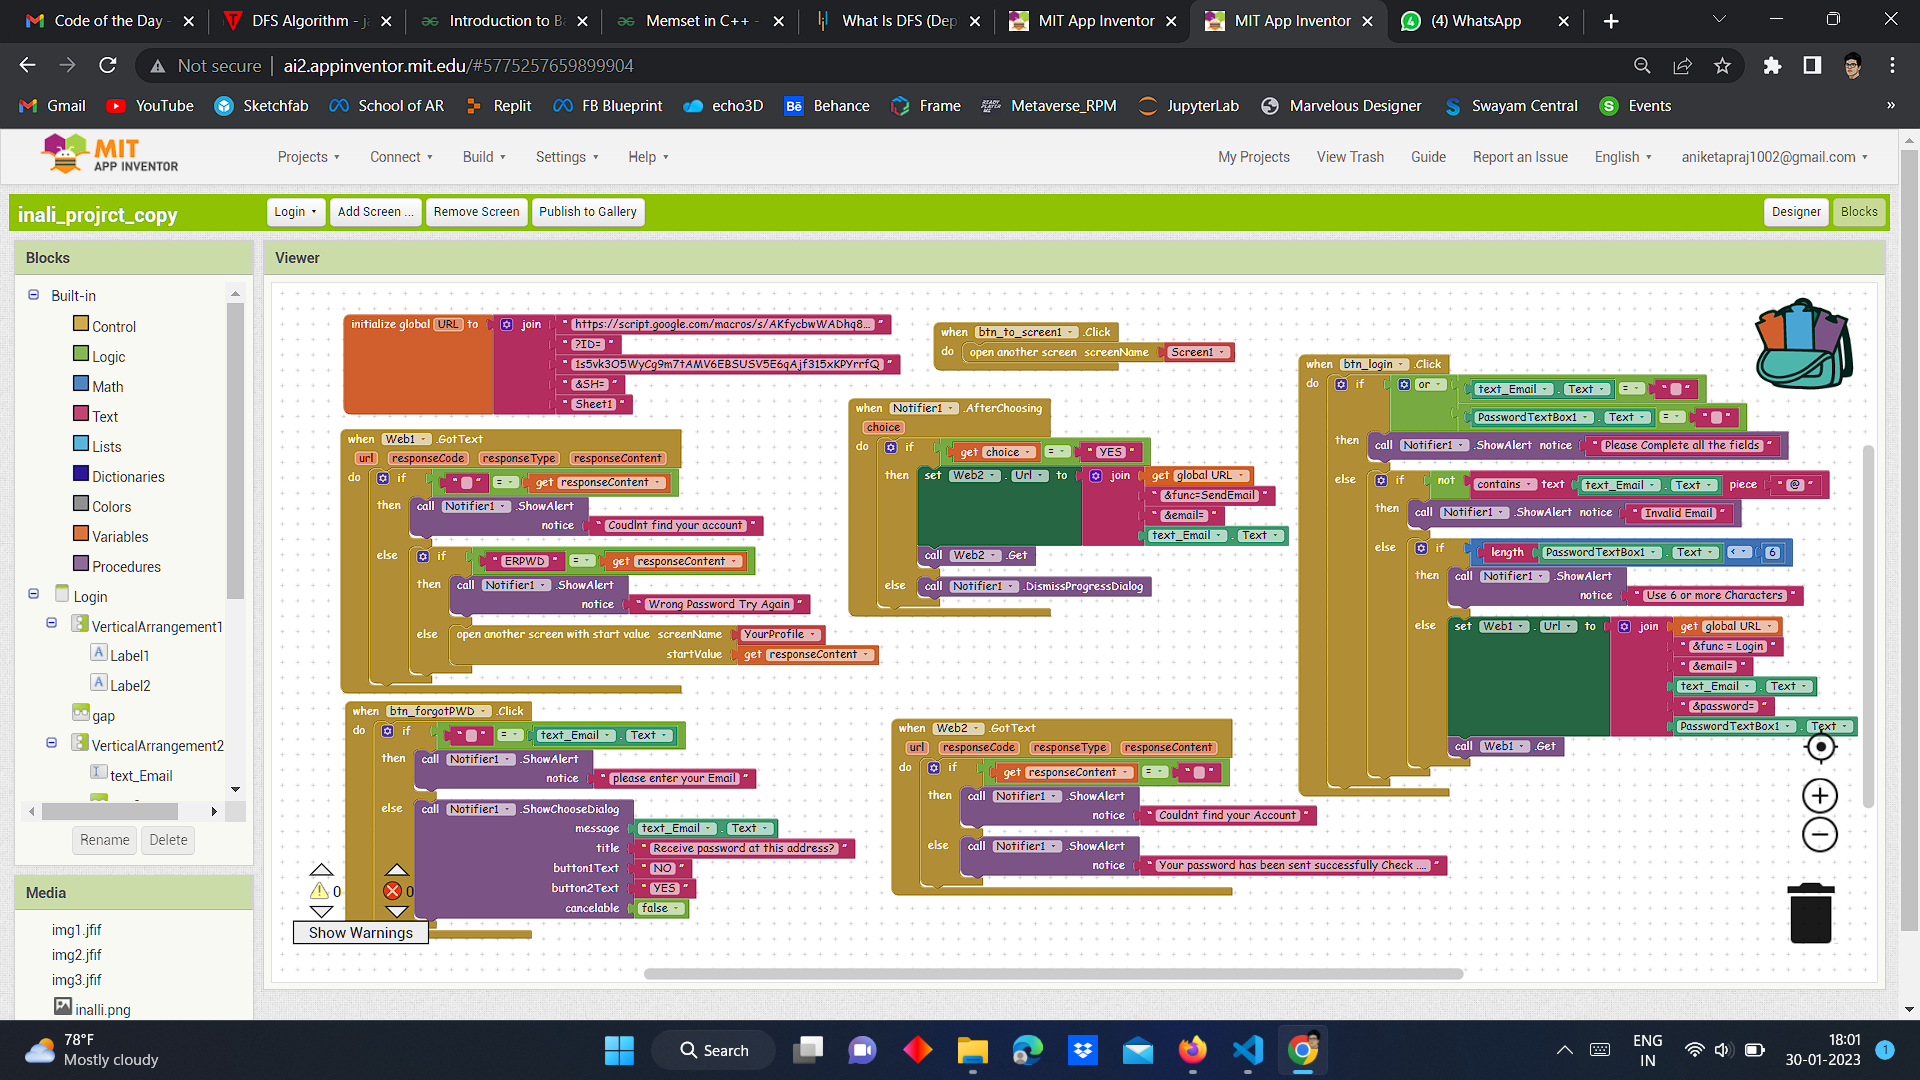 Code of the Day -
DFS Algorithm - ja
Introduction to Ba
Memset in C++ -
What Is DFS (Dep
MIT App Inventor
MIT App Inventor
(4) WhatsApp
Not secure
ai2.appinventor.mit.edu/#5775257659899904
Gmail
YouTube
Sketchfab
School of AR
Replit
FB Blueprint
echo3D
Behance
Frame
Metaverse_RPM
JupyterLab
Marvelous Designer
Swayam Central
Events
MIT
APP INVENTOR
Projects
Connect
Build
Settings
Help
My Projects
View Trash
Guide
Report an Issue
English
aniketapraj1002@gmail.com
inali_projrct_copy
Login
Add Screen ...
Remove Screen
Publish to Gallery
Designer
Blocks
Blocks
Built-in
Control
Logic
Math
Text
Lists
Dictionaries
Colors
Variables
Procedures
Login
VerticalArrangement1
Label1
Label2
gap
VerticalArrangement2
text_Email
Rename
Delete
Media
img1.jfif
img2.jfif
img3.jfif
inalli.png
Viewer
initialize global URL to join " https://script.google.com/macros/s/AKfycbwWADhq8... "
" ?ID= "
" 1s5vk3O5WyCg9m7tAMV6EBSUSV5E6qAjf315xKPYrrfQ "
" &SH= "
" Sheet1 "
when Web1 .GotText
url responseCode responseType responseContent
do if " " = get responseContent
then call Notifier1 .ShowAlert
notice " Coudlnt find your account "
else if " ERPWD " = get responseContent
then call Notifier1 .ShowAlert
notice " Wrong Password Try Again "
else open another screen with start value screenName YourProfile
startValue get responseContent
when btn_forgotPWD .Click
do if " " = text_Email . Text
then call Notifier1 .ShowAlert
notice " please enter your Email "
else call Notifier1 .ShowChooseDialog
message text_Email . Text
title " Receive password at this address? "
button1Text " NO "
button2Text " YES "
cancelable false
0
0
Show Warnings
when btn_to_screen1 .Click
do open another screen screenName Screen1
when Notifier1 .AfterChoosing
choice
do if get choice = " YES "
then set Web2 . Url to join get global URL
" &func=SendEmail "
" &email= "
text_Email . Text
call Web2 .Get
else call Notifier1 .DismissProgressDialog
when Web2 .GotText
url responseCode responseType responseContent
do if get responseContent = " "
then call Notifier1 .ShowAlert
notice " Couldnt find your Account "
else call Notifier1 .ShowAlert
notice " Your password has been sent successfully Check .... "
when btn_login .Click
do if or text_Email . Text = " "
PasswordTextBox1 . Text = " "
then call Notifier1 .ShowAlert notice " Please Complete all the fields "
else if not contains text text_Email . Text piece " @ "
then call Notifier1 .ShowAlert notice " Invalid Email "
else if length PasswordTextBox1 . Text < 6
then call Notifier1 .ShowAlert
notice " Use 6 or more Characters "
else set Web1 . Url to join get global URL
" &func = Login "
" &email= "
text_Email . Text
" &password= "
PasswordTextBox1 . Text
call Web1 .Get
78°F
Mostly cloudy
Search
ENG
IN
18:01
30-01-2023
1